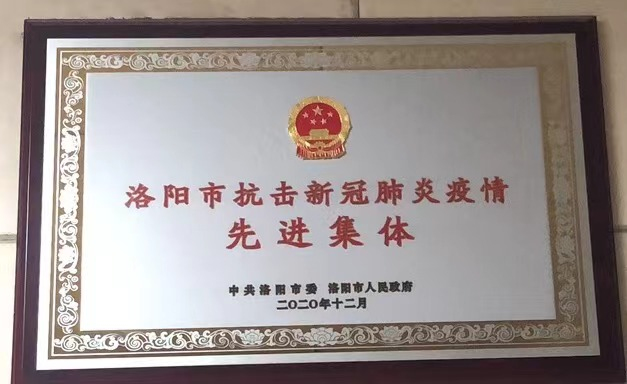 洛阳市抗击新冠肺炎疫情
先进集体
中共洛阳市委 洛阳市人民政府
二〇二〇年十二月